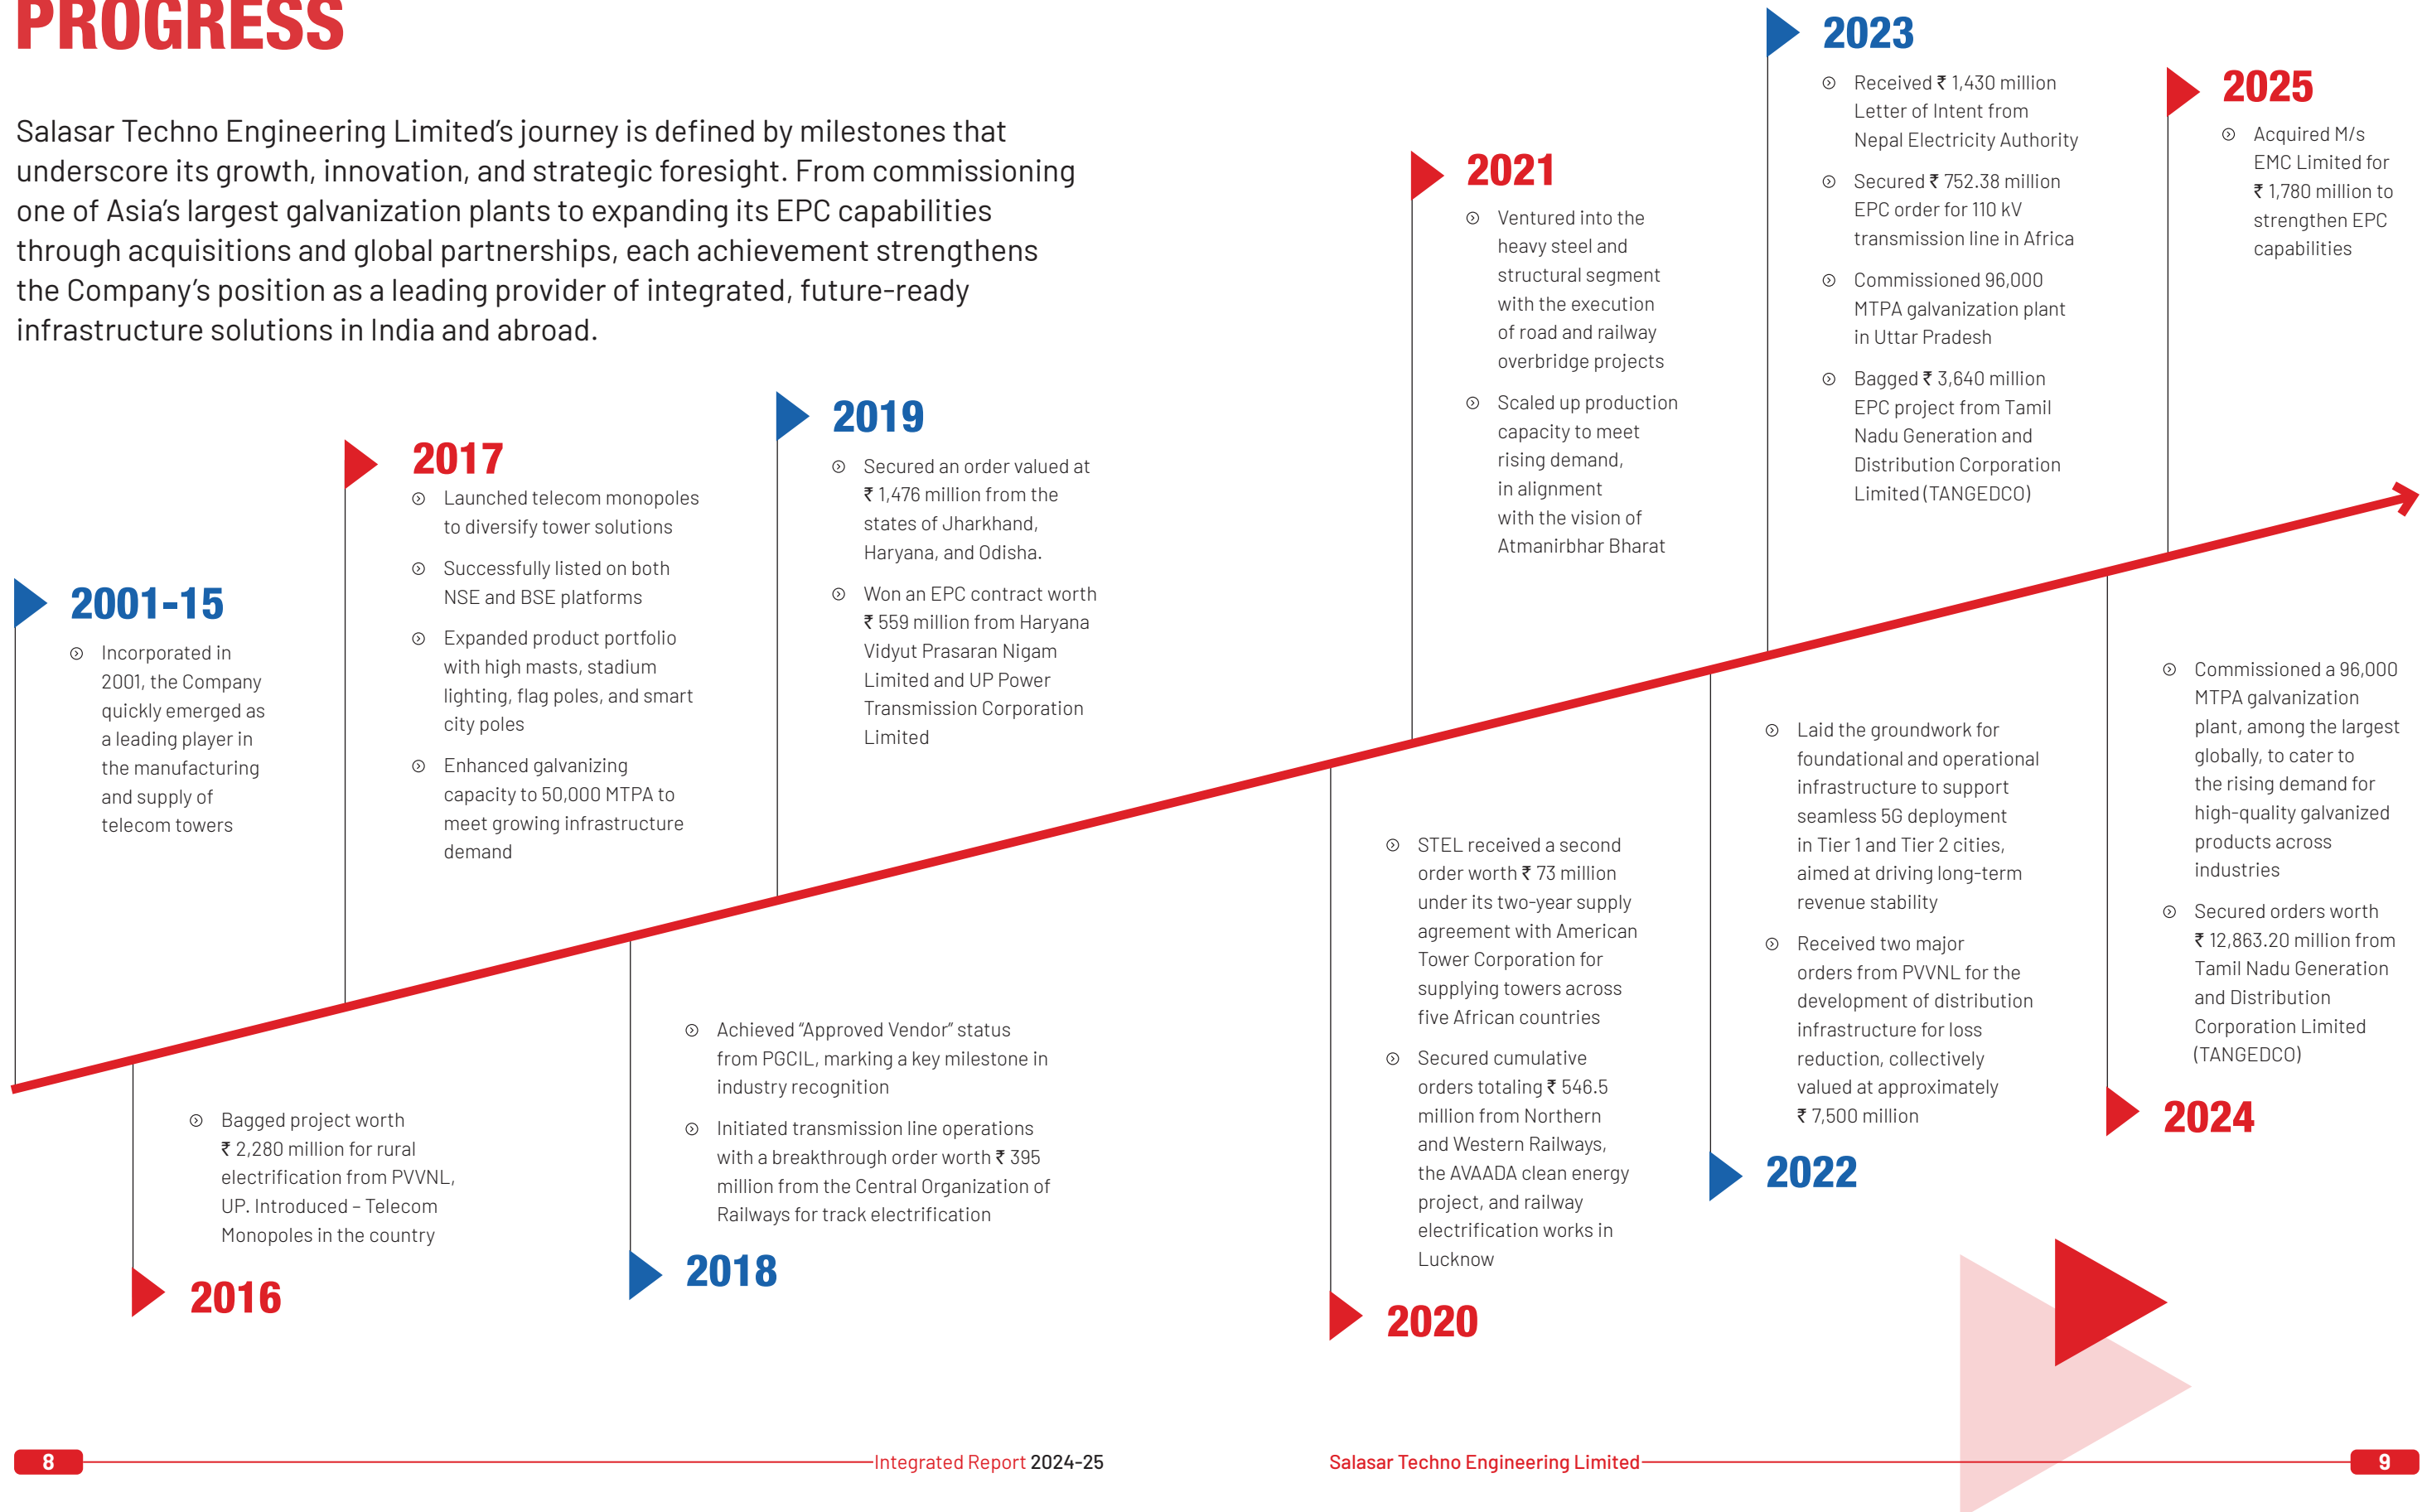 PROGRESS
Salasar Techno Engineering Limited’s journey is defined by milestones that
underscore its growth, innovation, and strategic foresight. From commissioning
one of Asia’s largest galvanization plants to expanding its EPC capabilities
through acquisitions and global partnerships, each achievement strengthens
the Company’s position as a leading provider of integrated, future-ready
infrastructure solutions in India and abroad.
2001-15
Incorporated in
2001, the Company
quickly emerged as
a leading player in
the manufacturing
and supply of
telecom towers
2016
Bagged project worth
₹ 2,280 million for rural
electrification from PVVNL,
UP. Introduced – Telecom
Monopoles in the country
2017
Launched telecom monopoles
to diversify tower solutions
Successfully listed on both
NSE and BSE platforms
Expanded product portfolio
with high masts, stadium
lighting, flag poles, and smart
city poles
Enhanced galvanizing
capacity to 50,000 MTPA to
meet growing infrastructure
demand
2018
Achieved “Approved Vendor” status
from PGCIL, marking a key milestone in
industry recognition
Initiated transmission line operations
with a breakthrough order worth ₹ 395
million from the Central Organization of
Railways for track electrification
2019
Secured an order valued at
₹ 1,476 million from the
states of Jharkhand,
Haryana, and Odisha.
Won an EPC contract worth
₹ 559 million from Haryana
Vidyut Prasaran Nigam
Limited and UP Power
Transmission Corporation
Limited
2020
STEL received a second
order worth ₹ 73 million
under its two-year supply
agreement with American
Tower Corporation for
supplying towers across
five African countries
Secured cumulative
orders totaling ₹ 546.5
million from Northern
and Western Railways,
the AVAADA clean energy
project, and railway
electrification works in
Lucknow
2021
Ventured into the
heavy steel and
structural segment
with the execution
of road and railway
overbridge projects
Scaled up production
capacity to meet
rising demand,
in alignment
with the vision of
Atmanirbhar Bharat
2022
Laid the groundwork for
foundational and operational
infrastructure to support
seamless 5G deployment
in Tier 1 and Tier 2 cities,
aimed at driving long-term
revenue stability
Received two major
orders from PVVNL for the
development of distribution
infrastructure for loss
reduction, collectively
valued at approximately
₹ 7,500 million
2023
Received ₹ 1,430 million
Letter of Intent from
Nepal Electricity Authority
Secured ₹ 752.38 million
EPC order for 110 kV
transmission line in Africa
Commissioned 96,000
MTPA galvanization plant
in Uttar Pradesh
Bagged ₹ 3,640 million
EPC project from Tamil
Nadu Generation and
Distribution Corporation
Limited (TANGEDCO)
2024
Commissioned a 96,000
MTPA galvanization
plant, among the largest
globally, to cater to
the rising demand for
high-quality galvanized
products across
industries
Secured orders worth
₹ 12,863.20 million from
Tamil Nadu Generation
and Distribution
Corporation Limited
(TANGEDCO)
2025
Acquired M/s
EMC Limited for
₹ 1,780 million to
strengthen EPC
capabilities
8
Integrated Report 2024-25
Salasar Techno Engineering Limited
9